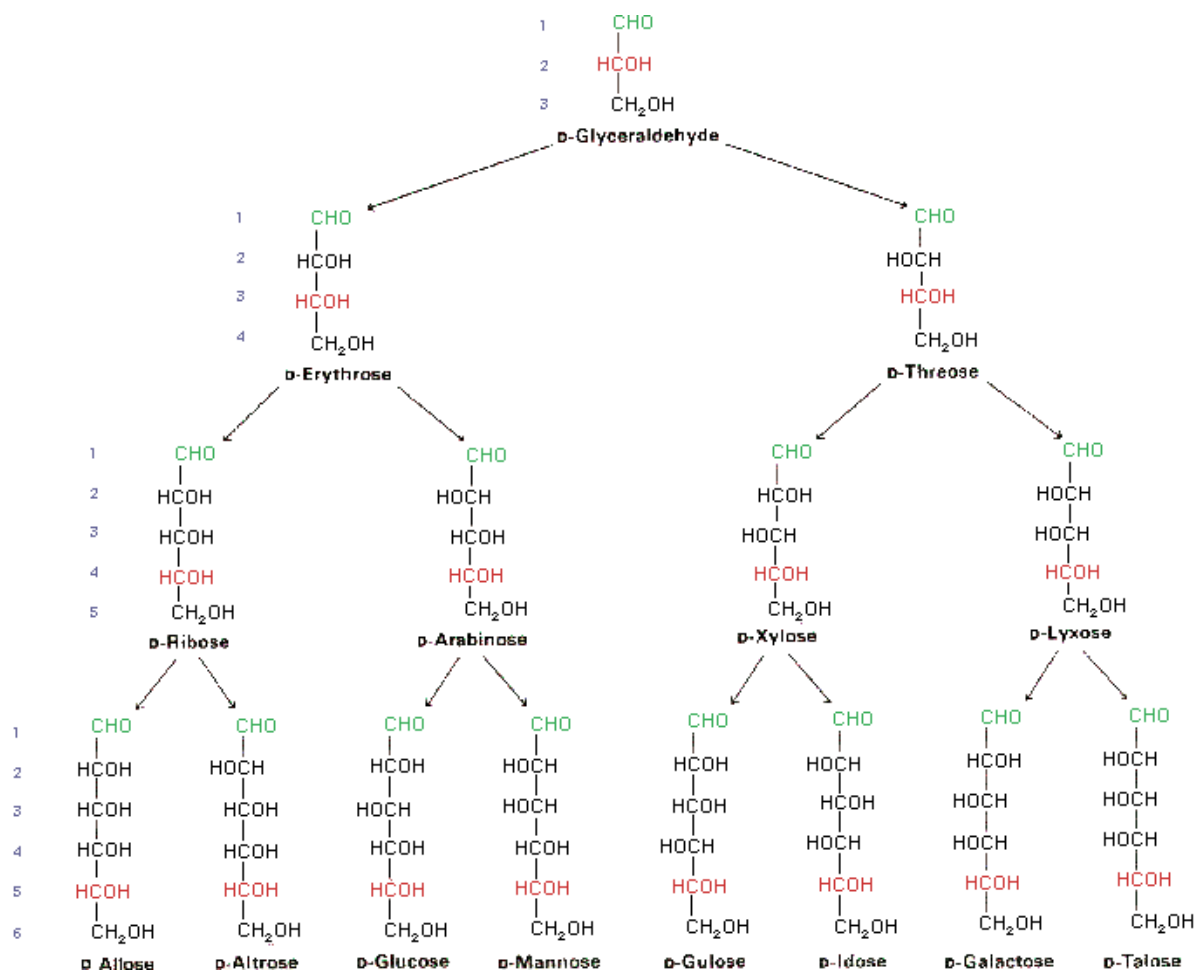 1 CHO
2 HCOH
3 CH₂OH
D-Glyceraldehyde
1 CHO CHO
2 HCOH HOCH
3 HCOH HCOH
4 CH₂OH CH₂OH
D-Erythrose D-Threose
1 CHO CHO CHO CHO
2 HCOH HOCH HCOH HOCH
3 HCOH HCOH HOCH HOCH
4 HCOH HCOH HCOH HCOH
5 CH₂OH CH₂OH CH₂OH CH₂OH
D-Ribose D-Arabinose D-Xylose D-Lyxose
1 CHO CHO CHO CHO CHO CHO CHO CHO
2 HCOH HOCH HCOH HOCH HCOH HOCH HCOH HOCH
3 HCOH HCOH HOCH HOCH HCOH HCOH HOCH HOCH
4 HCOH HCOH HCOH HCOH HOCH HOCH HOCH HOCH
5 HCOH HCOH HCOH HCOH HCOH HCOH HCOH HCOH
6 CH₂OH CH₂OH CH₂OH CH₂OH CH₂OH CH₂OH CH₂OH CH₂OH
D-Allose D-Altrose D-Glucose D-Mannose D-Gulose D-Idose D-Galactose D-Talose